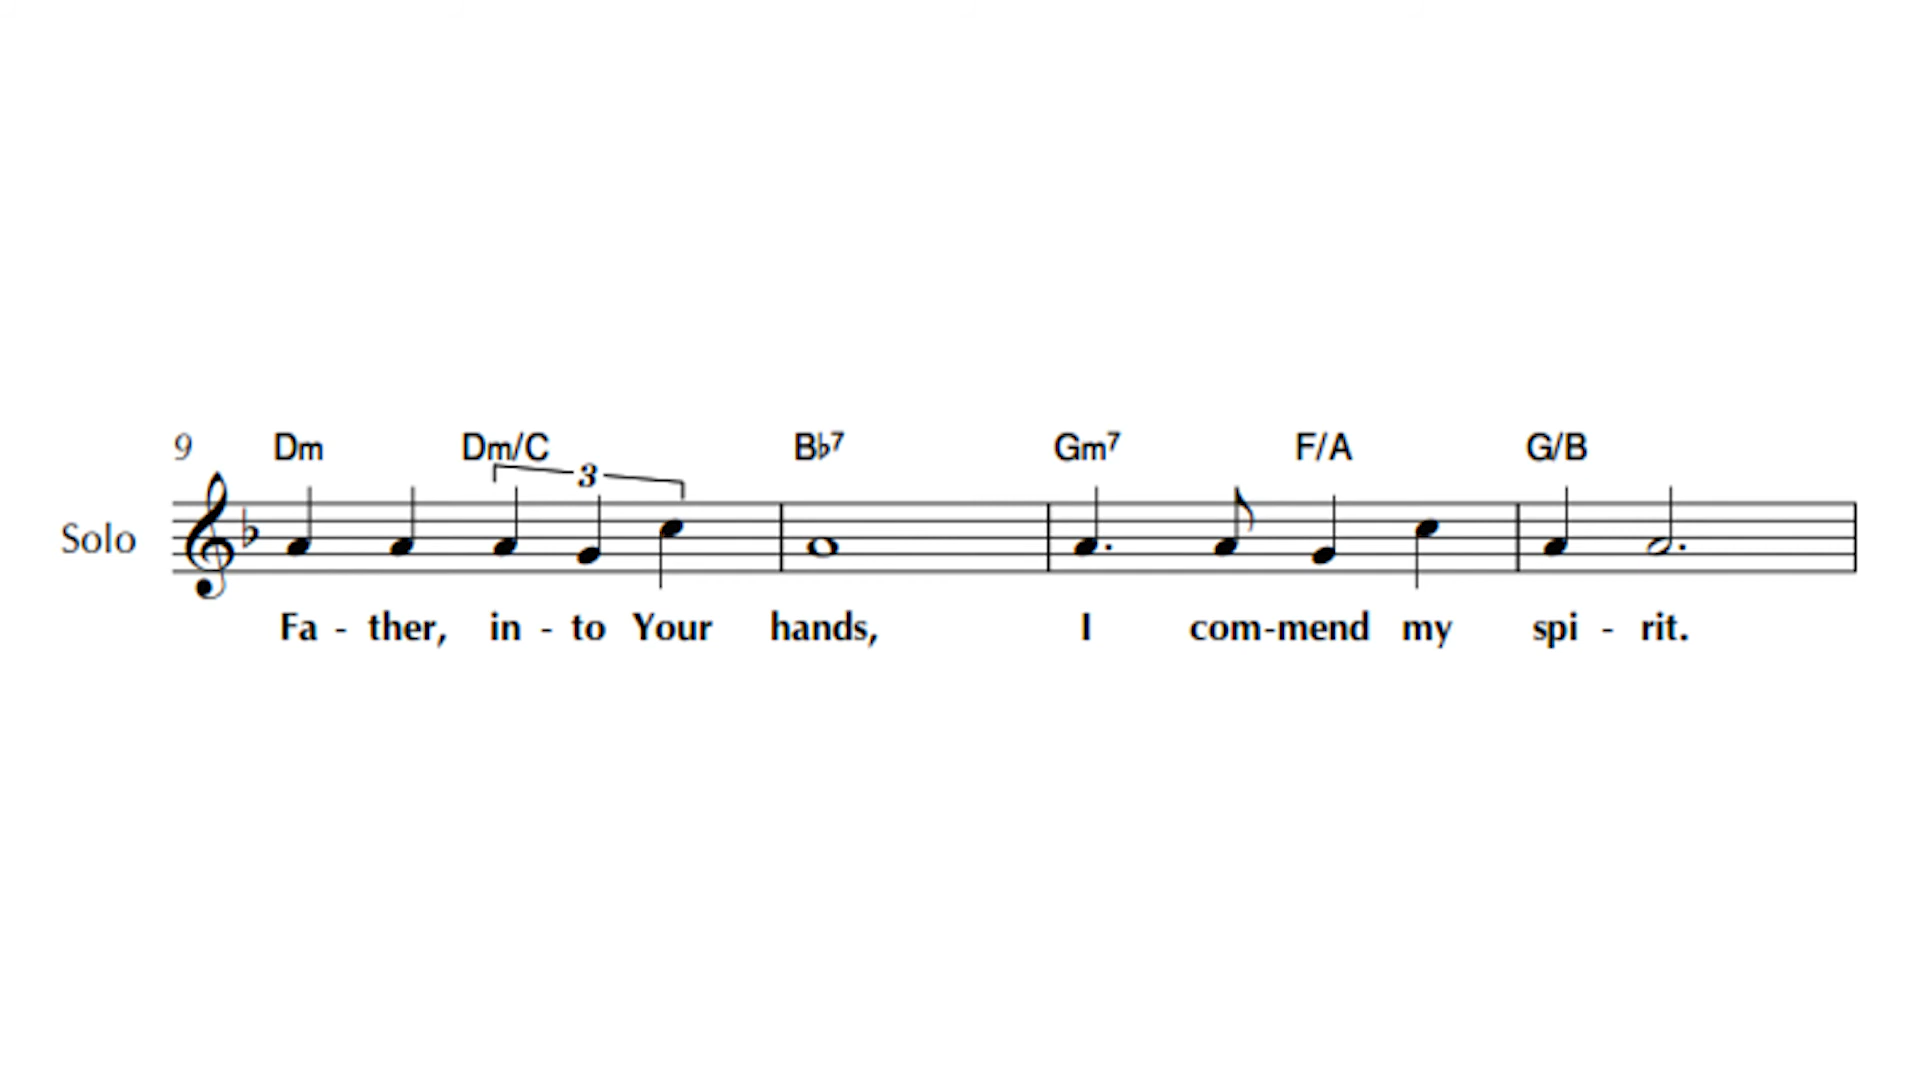 9 Dm Dm/C B♭7 Gm7 F/A G/B
3
Solo
Fa - ther, in - to Your hands, I com-mend my spi - rit.